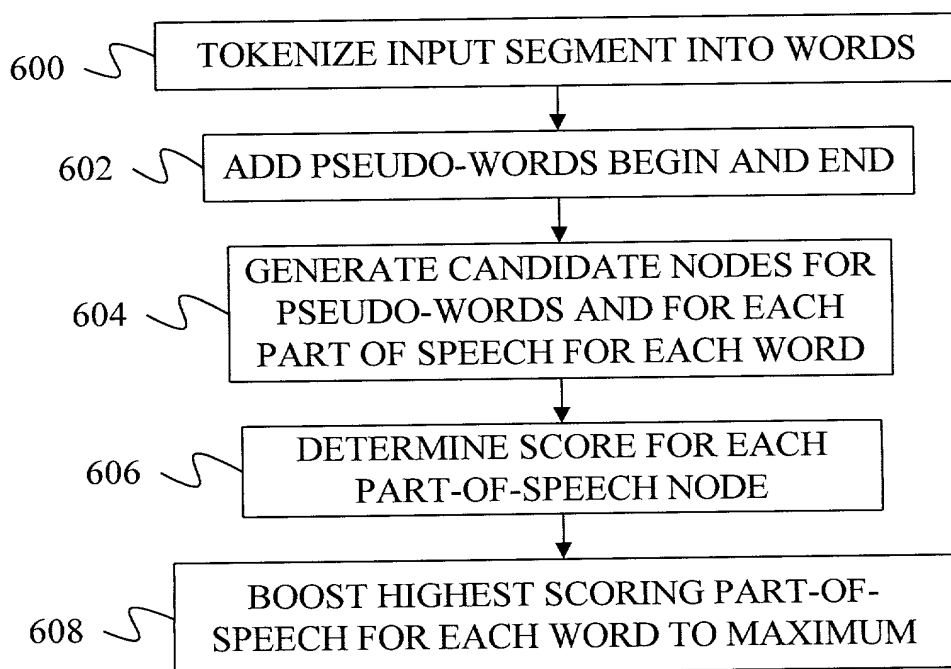 600
TOKENIZE INPUT SEGMENT INTO WORDS
602
ADD PSEUDO-WORDS BEGIN AND END
604
GENERATE CANDIDATE NODES FOR
PSEUDO-WORDS AND FOR EACH
PART OF SPEECH FOR EACH WORD
606
DETERMINE SCORE FOR EACH
PART-OF-SPEECH NODE
608
BOOST HIGHEST SCORING PART-OF-
SPEECH FOR EACH WORD TO MAXIMUM